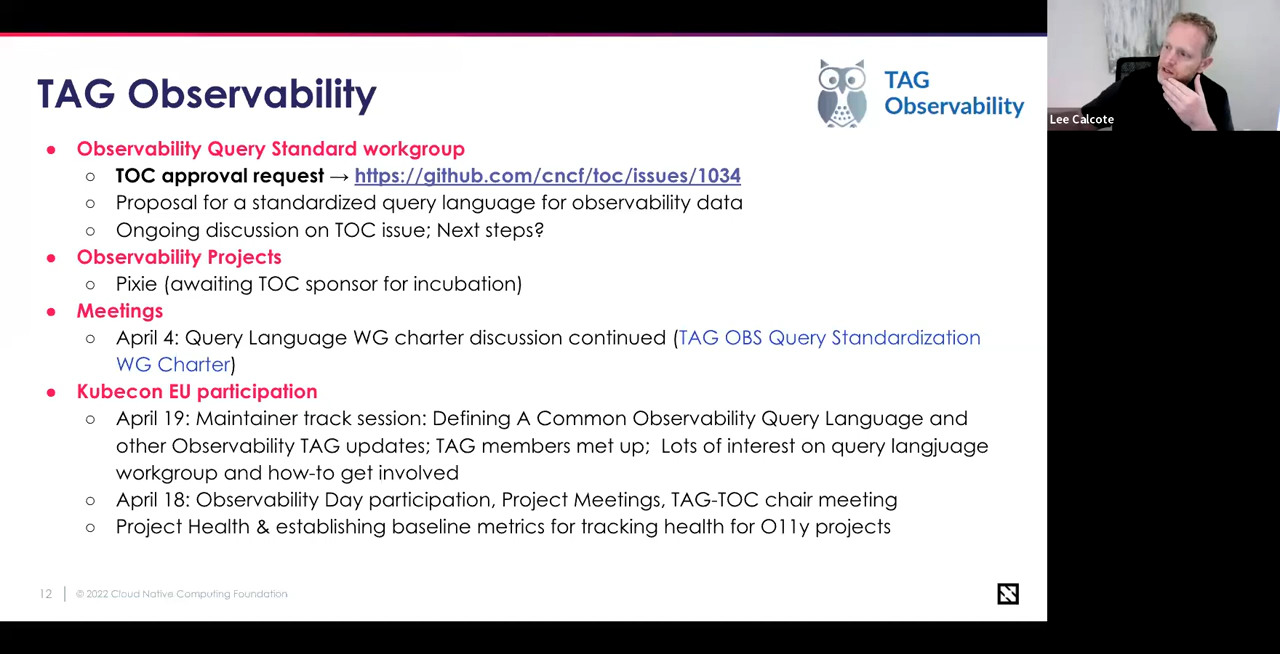 TAG Observability
TAG
Observability
Lee Calcote
● Observability Query Standard workgroup
○ TOC approval request → https://github.com/cncf/toc/issues/1034
○ Proposal for a standardized query language for observability data
○ Ongoing discussion on TOC issue; Next steps?
● Observability Projects
○ Pixie (awaiting TOC sponsor for incubation)
● Meetings
○ April 4: Query Language WG charter discussion continued (TAG OBS Query Standardization
WG Charter)
● Kubecon EU participation
○ April 19: Maintainer track session: Defining A Common Observability Query Language and
other Observability TAG updates; TAG members met up;  Lots of interest on query langjuage
workgroup and how-to get involved
○ April 18: Observability Day participation, Project Meetings, TAG-TOC chair meeting
○ Project Health & establishing baseline metrics for tracking health for O11y projects
12 | © 2022 Cloud Native Computing Foundation